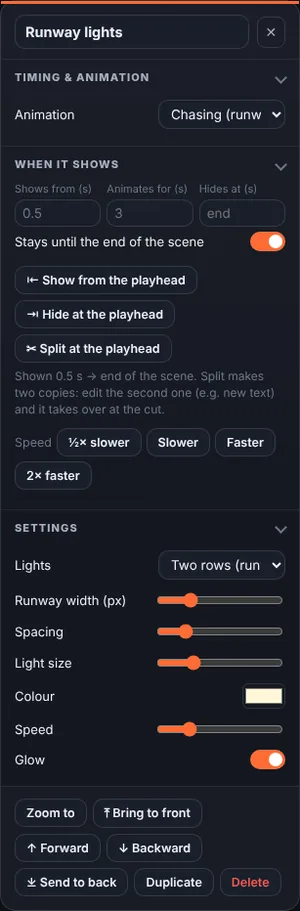 Runway lights ✕
TIMING & ANIMATION
Animation Chasing (runw
WHEN IT SHOWS
Shows from (s) Animates for (s) Hides at (s)
0.5 3 end
Stays until the end of the scene
⇤ Show from the playhead
⇥ Hide at the playhead
✂ Split at the playhead
Shown 0.5 s → end of the scene. Split makes
two copies: edit the second one (e.g. new text)
and it takes over at the cut.
Speed ½× slower Slower Faster
2× faster
SETTINGS
Lights Two rows (run
Runway width (px)
Spacing
Light size
Colour
Speed
Glow
Zoom to ⤒ Bring to front
↑ Forward ↓ Backward
⤓ Send to back Duplicate Delete